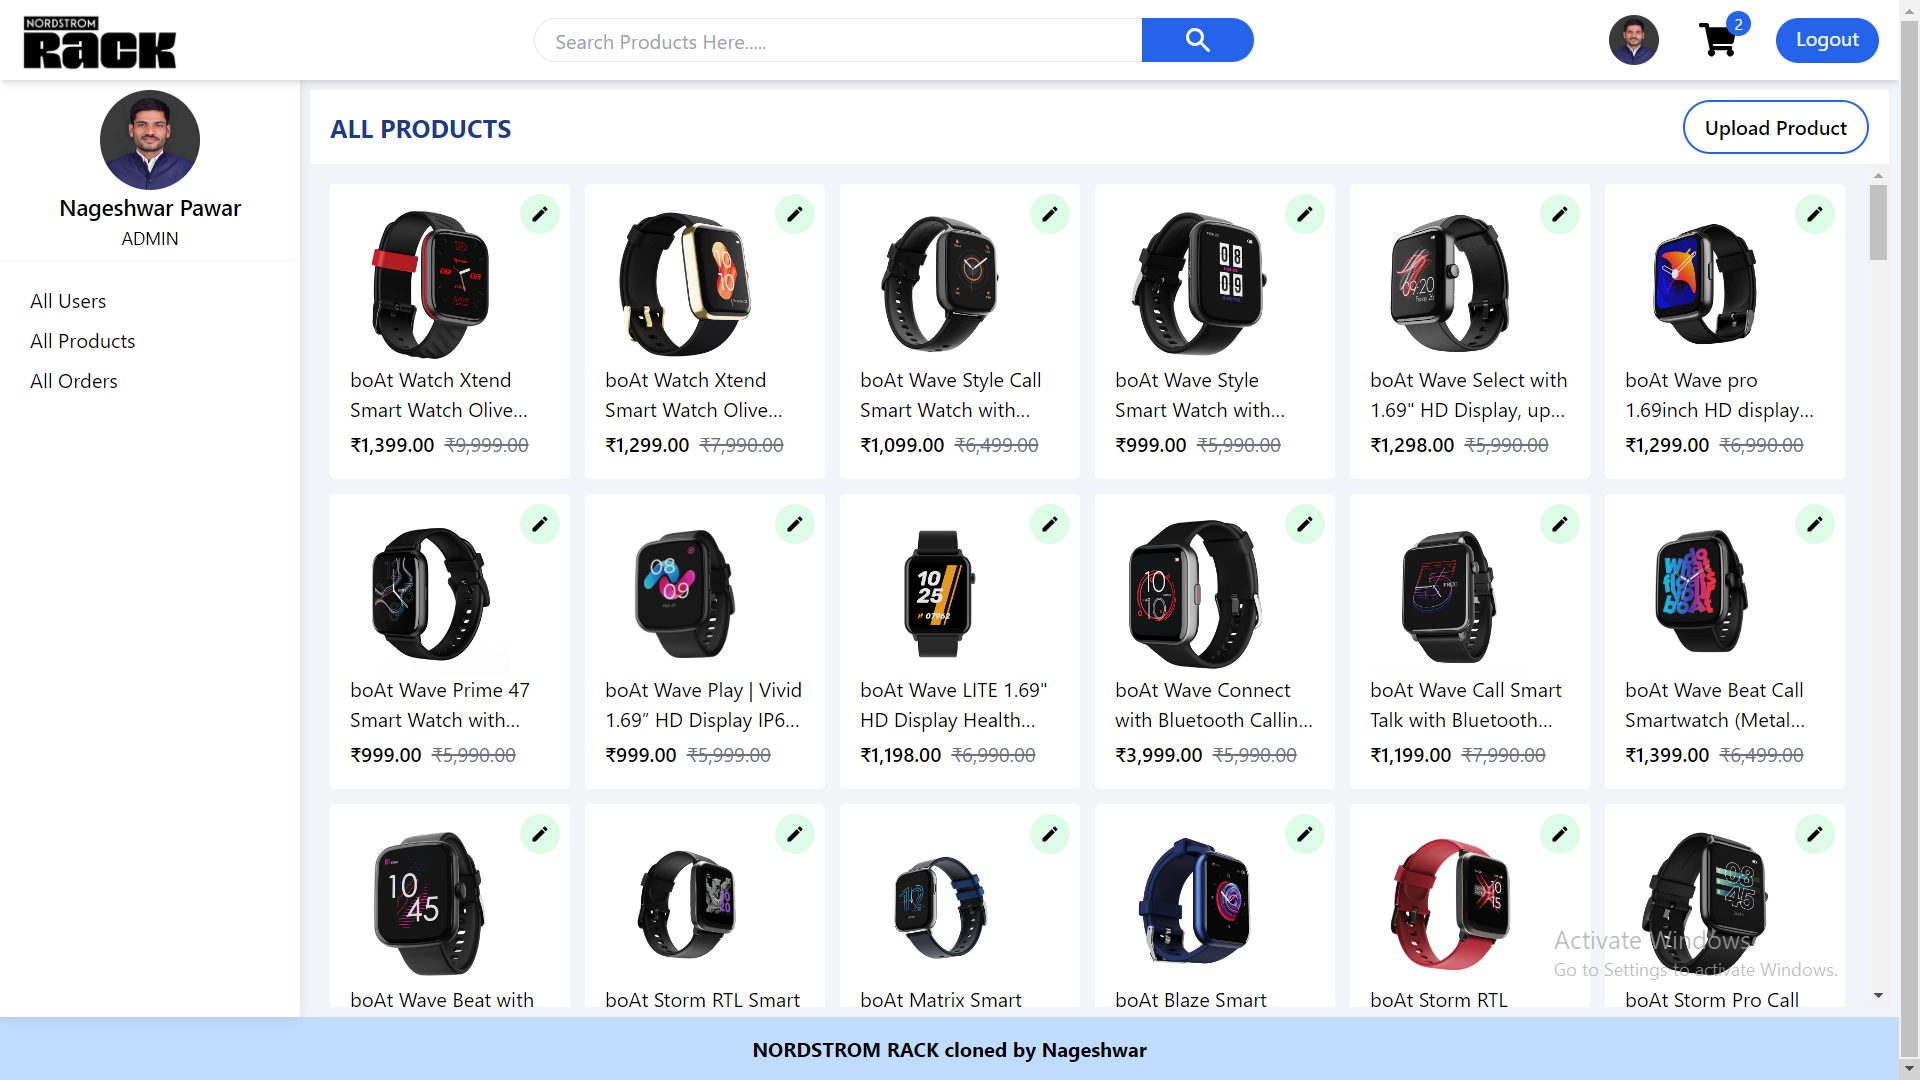 NORDSTROM
Rack
Search Products Here.....
2
Logout
Nageshwar Pawar
ADMIN
All Users
All Products
All Orders
ALL PRODUCTS
Upload Product
boAt Watch Xtend
Smart Watch Olive...
₹1,399.00 ₹9,999.00
boAt Watch Xtend
Smart Watch Olive...
₹1,299.00 ₹7,990.00
boAt Wave Style Call
Smart Watch with...
₹1,099.00 ₹6,499.00
boAt Wave Style
Smart Watch with...
₹999.00 ₹5,990.00
boAt Wave Select with
1.69" HD Display, up...
₹1,298.00 ₹5,990.00
boAt Wave pro
1.69inch HD display...
₹1,299.00 ₹6,990.00
boAt Wave Prime 47
Smart Watch with...
₹999.00 ₹5,990.00
boAt Wave Play | Vivid
1.69” HD Display IP6...
₹999.00 ₹5,999.00
boAt Wave LITE 1.69"
HD Display Health...
₹1,198.00 ₹6,990.00
boAt Wave Connect
with Bluetooth Callin...
₹3,999.00 ₹5,990.00
boAt Wave Call Smart
Talk with Bluetooth...
₹1,199.00 ₹7,990.00
boAt Wave Beat Call
Smartwatch (Metal...
₹1,399.00 ₹6,499.00
boAt Wave Beat with
boAt Storm RTL Smart
boAt Matrix Smart
boAt Blaze Smart
boAt Storm RTL
boAt Storm Pro Call
Activate Windows
Go to Settings to activate Windows.
NORDSTROM RACK cloned by Nageshwar